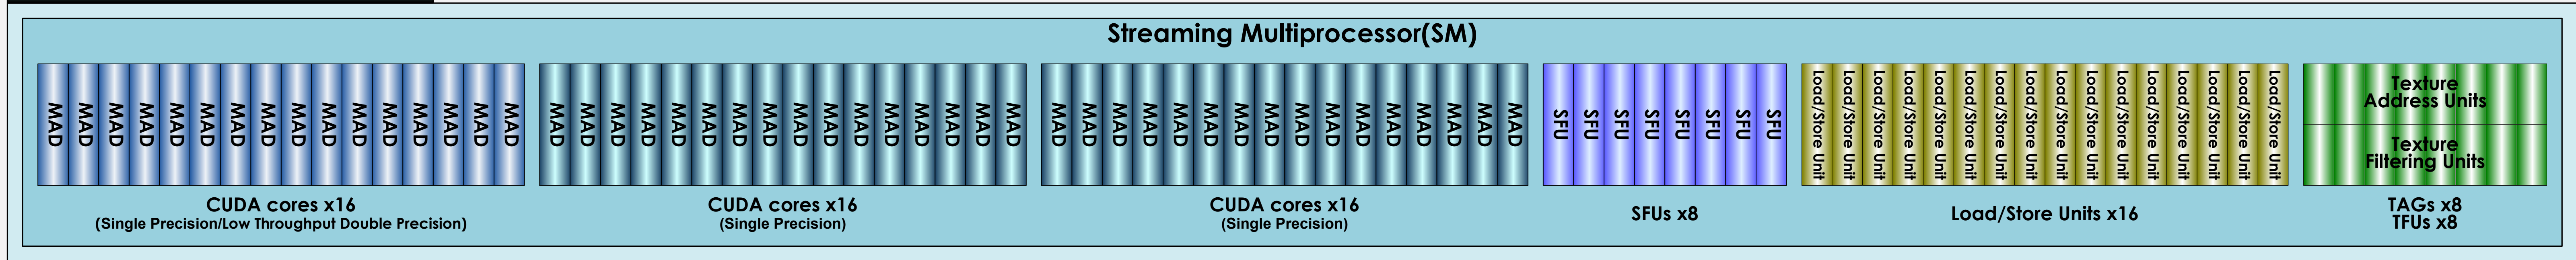 Streaming Multiprocessor(SM)
MAD MAD MAD MAD MAD MAD MAD MAD MAD MAD MAD MAD MAD MAD MAD MAD
MAD MAD MAD MAD MAD MAD MAD MAD MAD MAD MAD MAD MAD MAD MAD MAD
MAD MAD MAD MAD MAD MAD MAD MAD MAD MAD MAD MAD MAD MAD MAD MAD
SFU SFU SFU SFU SFU SFU SFU SFU
Load/Store Unit Load/Store Unit Load/Store Unit Load/Store Unit Load/Store Unit Load/Store Unit Load/Store Unit Load/Store Unit Load/Store Unit Load/Store Unit Load/Store Unit Load/Store Unit Load/Store Unit Load/Store Unit Load/Store Unit Load/Store Unit
Texture
Address Units
Texture
Filtering Units
CUDA cores x16
(Single Precision/Low Throughput Double Precision)
CUDA cores x16
(Single Precision)
CUDA cores x16
(Single Precision)
SFUs x8
Load/Store Units x16
TAGs x8
TFUs x8